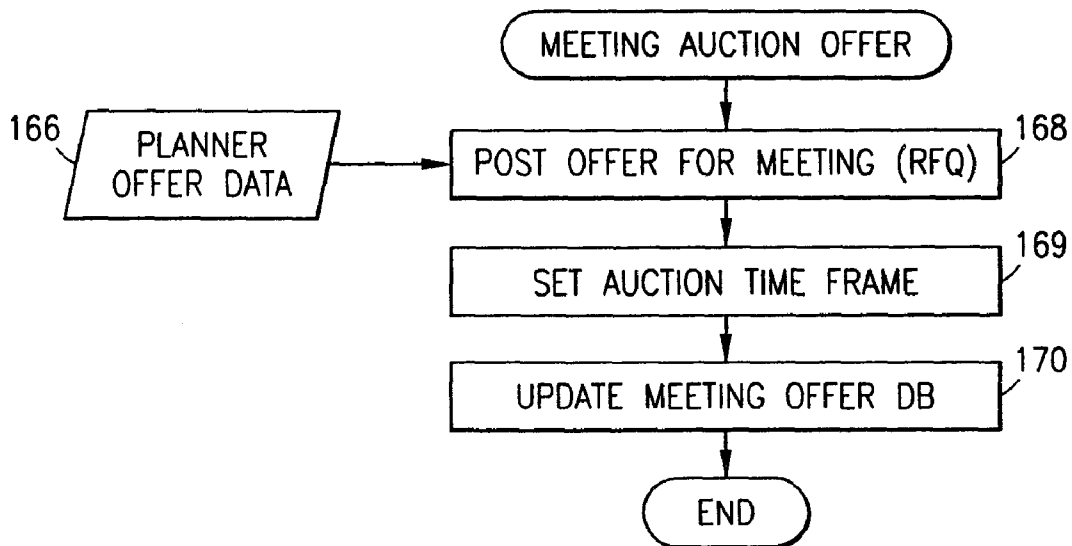 MEETING AUCTION OFFER
166
PLANNER
OFFER DATA
168
POST OFFER FOR MEETING (RFQ)
169
SET AUCTION TIME FRAME
170
UPDATE MEETING OFFER DB
END